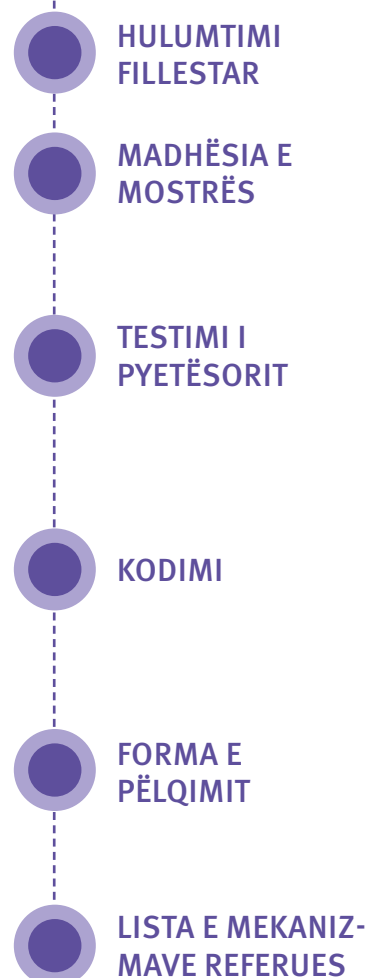 HULUMTIMI
FILLESTAR
MADHËSIA E
MOSTRËS
TESTIMI I
PYETËSORIT
KODIMI
FORMA E
PËLQIMIT
LISTA E MEKANIZ-
MAVE REFERUES